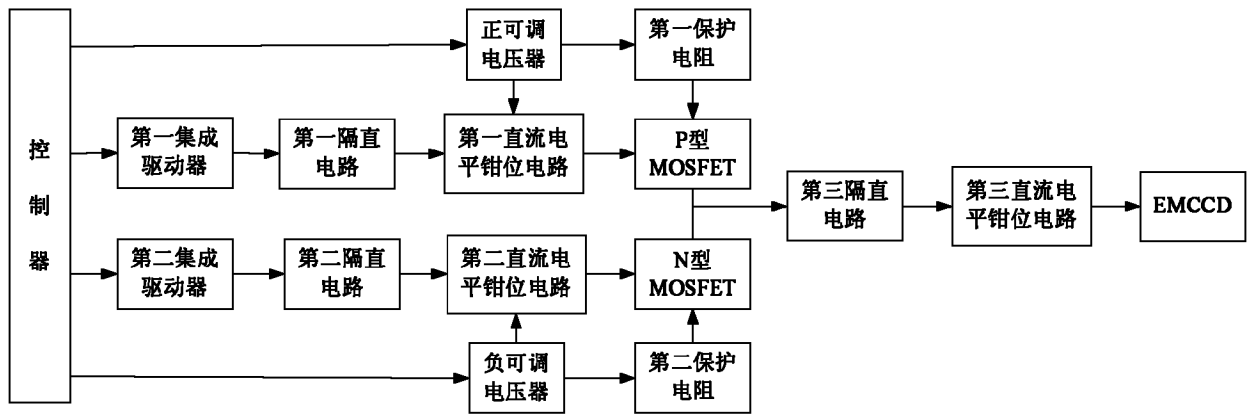 控
制
器
正可调
电压器
第一保护
电阻
第一集成
驱动器
第一隔直
电路
第一直流电
平钳位电路
P型
MOSFET
第三隔直
电路
第三直流电
平钳位电路
EMCCD
第二集成
驱动器
第二隔直
电路
第二直流电
平钳位电路
N型
MOSFET
负可调
电压器
第二保护
电阻